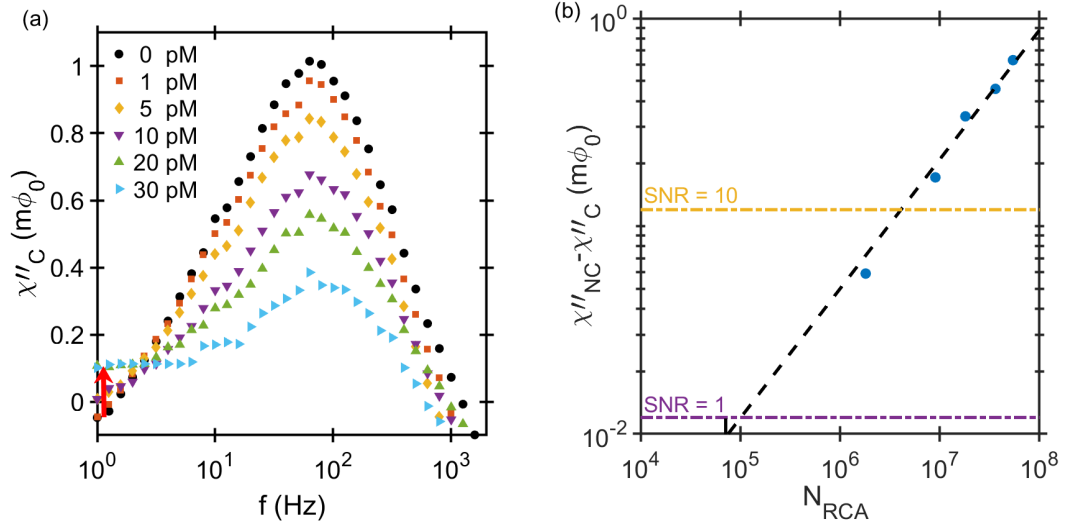 (a)
χ″C (mϕ0)
1
0.8
0.6
0.4
0.2
0
0 pM
1 pM
5 pM
10 pM
20 pM
30 pM
10^0
10^1
10^2
10^3
f (Hz)
(b)
χ″NC-χ″C (mϕ0)
10^0
10^-2
SNR = 10
SNR = 1
10^4
10^5
10^6
10^7
10^8
NRCA